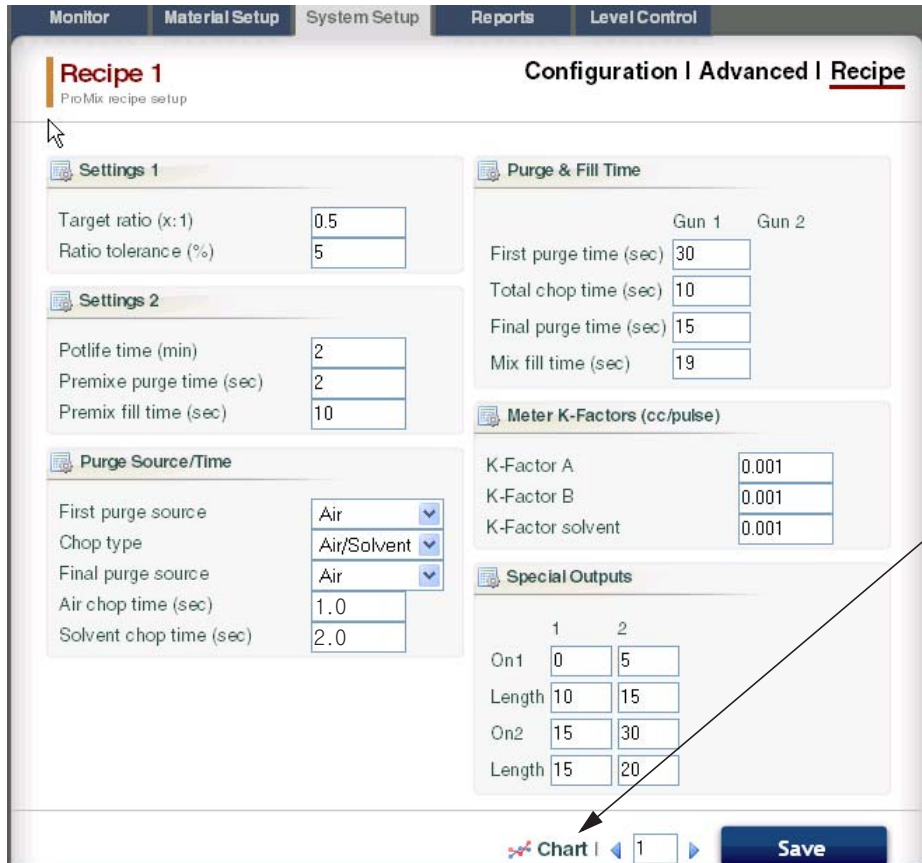 Monitor Material Setup System Setup Reports Level Control
Recipe 1
ProMix recipe setup
Configuration | Advanced | Recipe
Settings 1
Target ratio (x:1) 0.5
Ratio tolerance (%) 5
Settings 2
Potlife time (min) 2
Premixe purge time (sec) 2
Premix fill time (sec) 10
Purge Source/Time
First purge source Air
Chop type Air/Solvent
Final purge source Air
Air chop time (sec) 1.0
Solvent chop time (sec) 2.0
Purge & Fill Time
Gun 1 Gun 2
First purge time (sec) 30
Total chop time (sec) 10
Final purge time (sec) 15
Mix fill time (sec) 19
Meter K-Factors (cc/pulse)
K-Factor A 0.001
K-Factor B 0.001
K-Factor solvent 0.001
Special Outputs
1 2
On1 0 5
Length 10 15
On2 15 30
Length 15 20
Chart | 1 Save